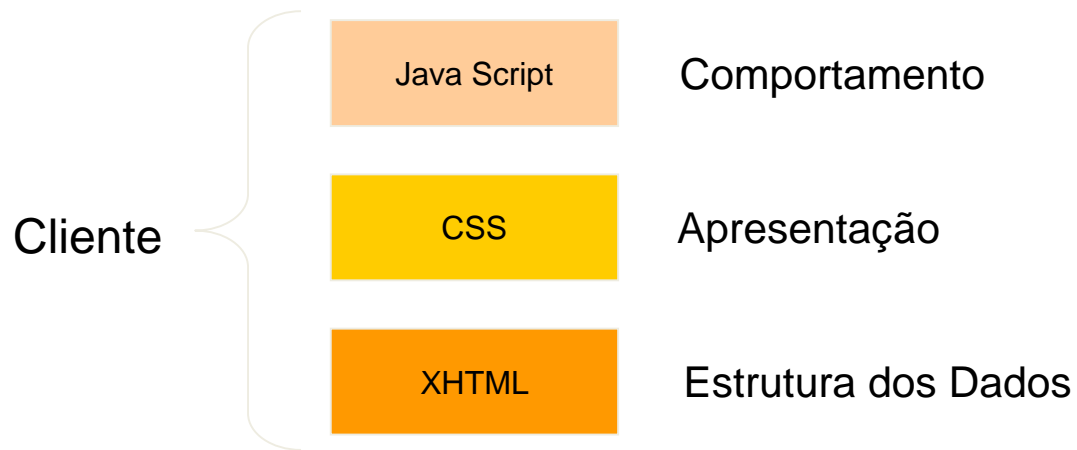 Java Script
Comportamento
Cliente
CSS
Apresentação
XHTML
Estrutura dos Dados